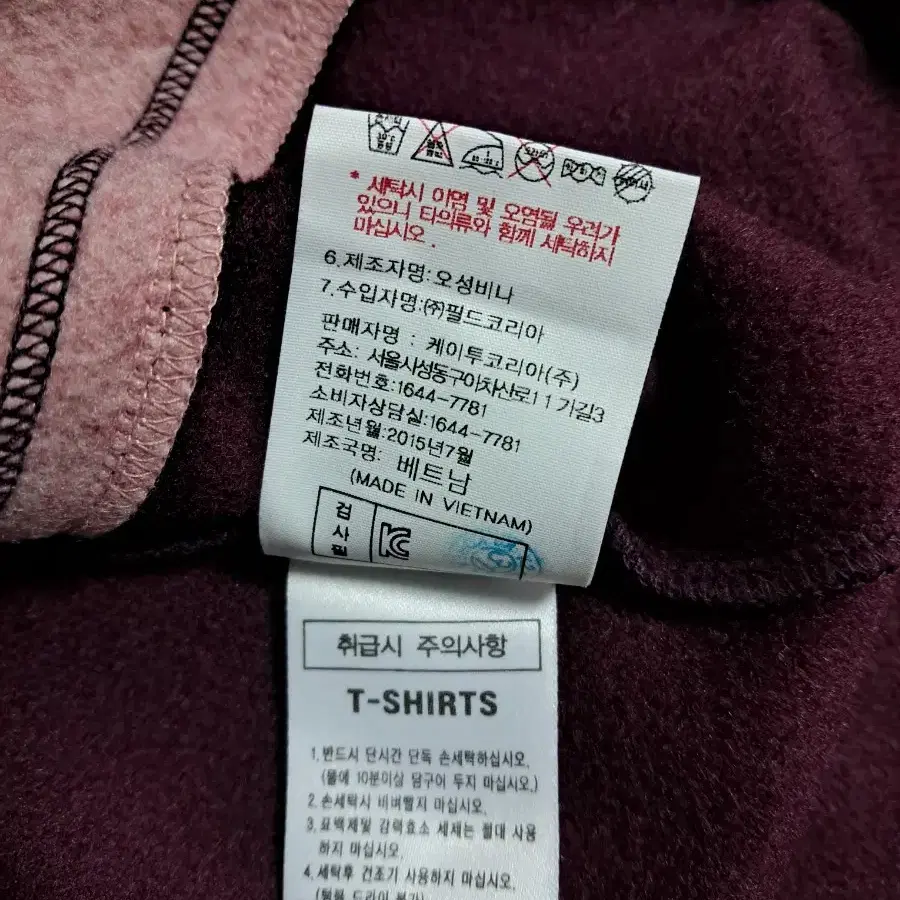 * 세탁시 이염 및 오염될 우려가
있으니 타의류와 함께 세탁하지
마십시오.
6.제조자명:오성비나
7.수입자명:㈜필드코리아
판매자명 : 케이투코리아(주)
주소: 서울시성동구아차산로11가길3
전화번호:1644-7781
소비자상담실:1644-7781
제조년월:2015년7월
제조국명: 베트남
(MADE IN VIETNAM)
검사필
취급시 주의사항
T-SHIRTS
1.반드시 단시간 단독 손세탁하십시오.
(물에 10분이상 담구어 두지 마십시오.)
2.손세탁시 비벼빨지 마십시오.
3.표백제및 강력효소 세제는 절대 사용
하지 마십시오.
4.세탁후 건조기 사용하지 마십시오.